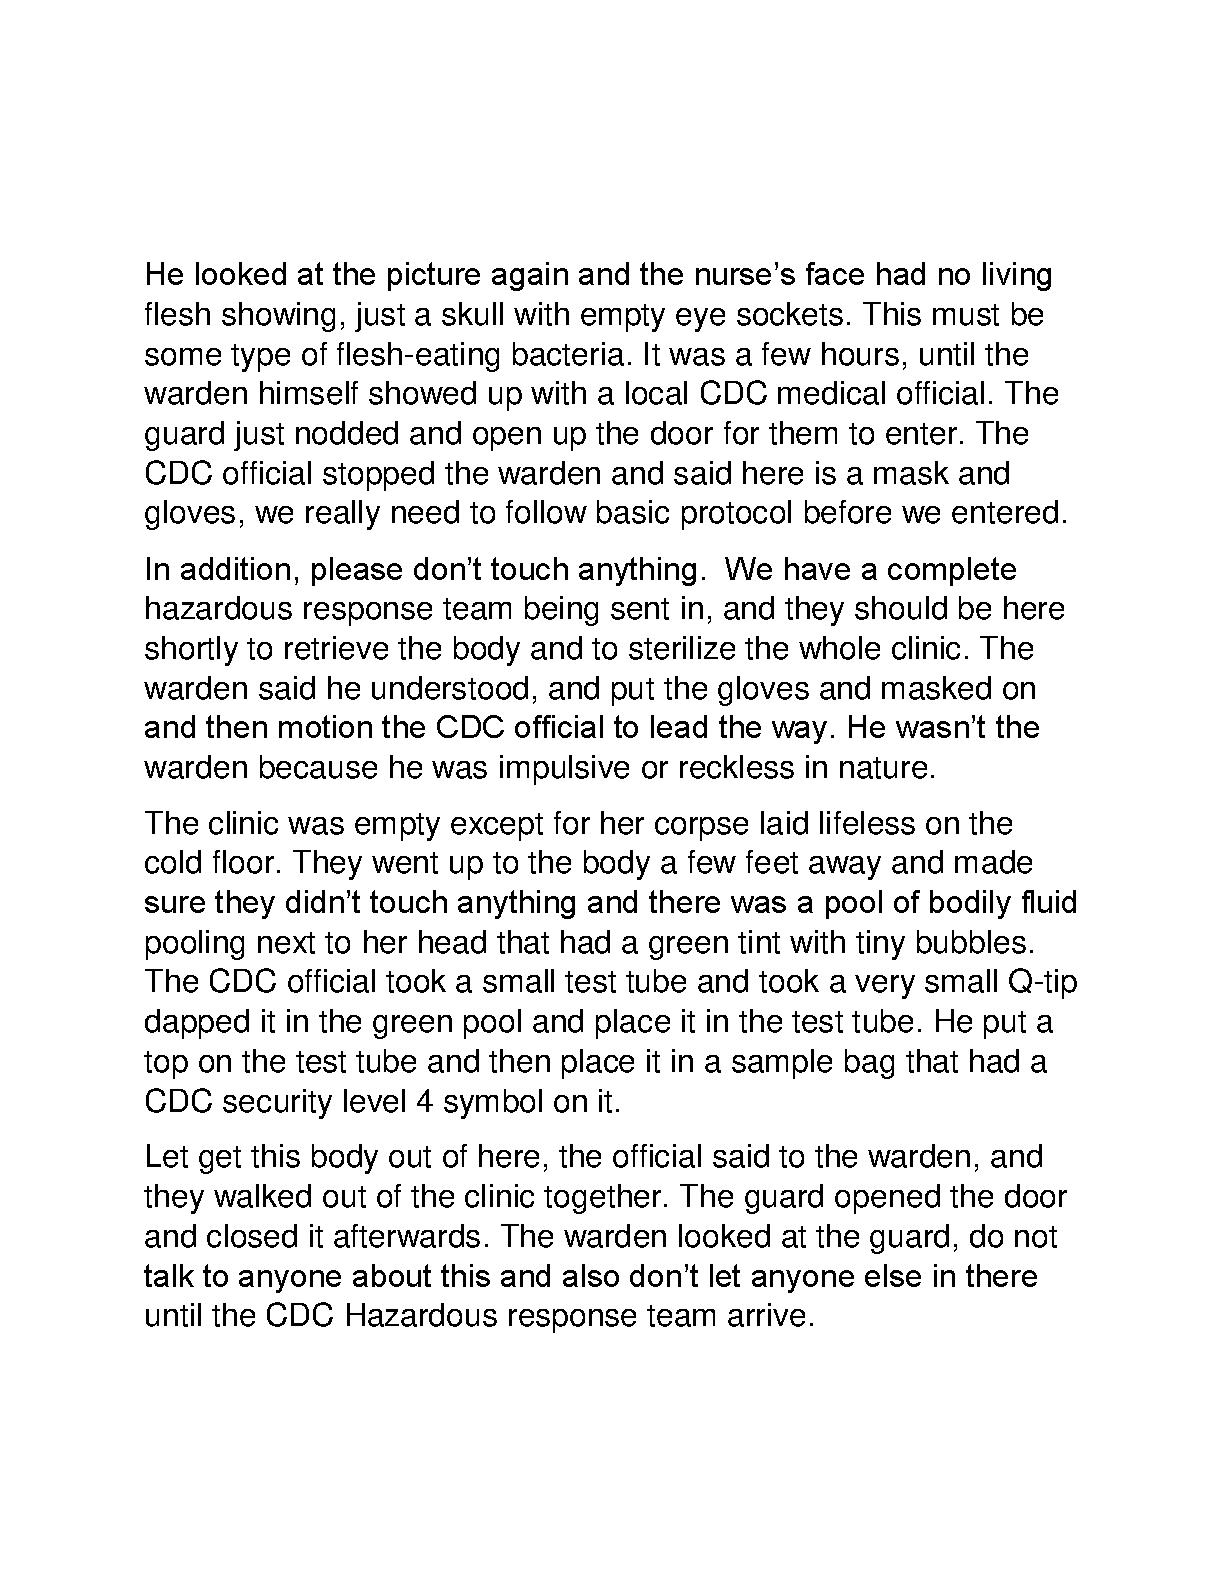 He looked at the picture again and the nurse’s face had no living
flesh showing, just a skull with empty eye sockets. This must be
some type of flesh-eating bacteria. It was a few hours, until the
warden himself showed up with a local CDC medical official. The
guard just nodded and open up the door for them to enter. The
CDC official stopped the warden and said here is a mask and
gloves, we really need to follow basic protocol before we entered.
In addition, please don’t touch anything.  We have a complete
hazardous response team being sent in, and they should be here
shortly to retrieve the body and to sterilize the whole clinic. The
warden said he understood, and put the gloves and masked on
and then motion the CDC official to lead the way. He wasn’t the
warden because he was impulsive or reckless in nature.
The clinic was empty except for her corpse laid lifeless on the
cold floor. They went up to the body a few feet away and made
sure they didn’t touch anything and there was a pool of bodily fluid
pooling next to her head that had a green tint with tiny bubbles.
The CDC official took a small test tube and took a very small Q-tip
dapped it in the green pool and place it in the test tube. He put a
top on the test tube and then place it in a sample bag that had a
CDC security level 4 symbol on it.
Let get this body out of here, the official said to the warden, and
they walked out of the clinic together. The guard opened the door
and closed it afterwards. The warden looked at the guard, do not
talk to anyone about this and also don’t let anyone else in there
until the CDC Hazardous response team arrive.